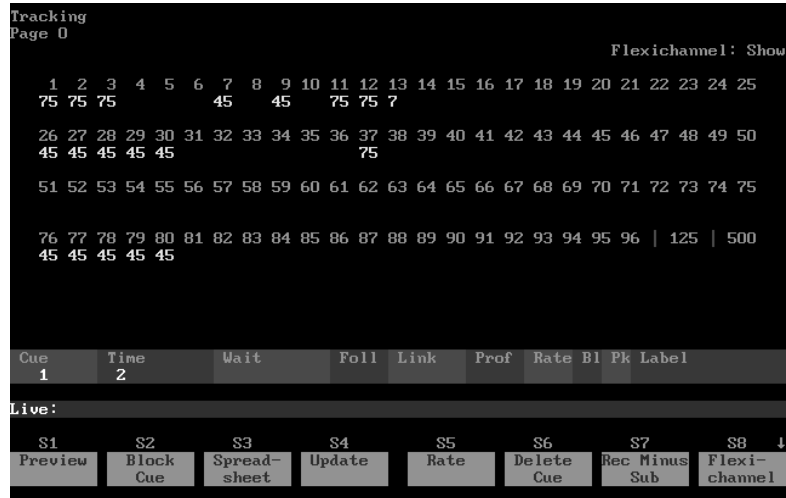 Tracking
Page 0
Flexichannel: Show
1 2 3 4 5 6 7 8 9 10 11 12 13 14 15 16 17 18 19 20 21 22 23 24 25
75 75 75 45 45 75 75 7
26 27 28 29 30 31 32 33 34 35 36 37 38 39 40 41 42 43 44 45 46 47 48 49 50
45 45 45 45 45 75
51 52 53 54 55 56 57 58 59 60 61 62 63 64 65 66 67 68 69 70 71 72 73 74 75
76 77 78 79 80 81 82 83 84 85 86 87 88 89 90 91 92 93 94 95 96 | 125 | 500
45 45 45 45 45
Cue Time Wait Foll Link Prof Rate Bl Pk Label
1 2
Live:
S1 S2 S3 S4 S5 S6 S7 S8 ↓
Preview Block Spread- Update Rate Delete Rec Minus Flexi-
Cue sheet Cue Sub channel